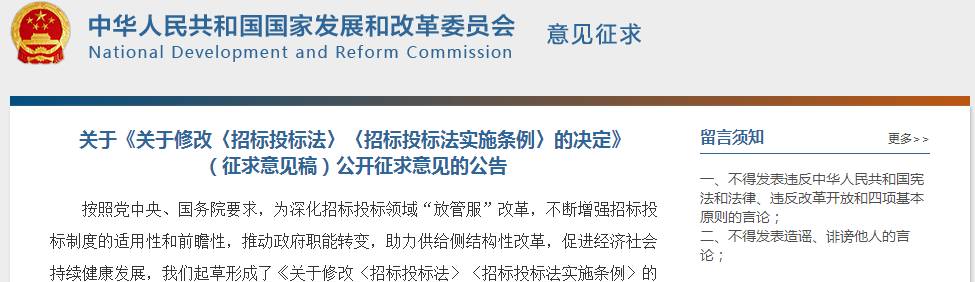 中华人民共和国国家发展和改革委员会
National Development and Reform Commission
意见征求
关于《关于修改〈招标投标法〉〈招标投标法实施条例〉的决定》
（征求意见稿）公开征求意见的公告
按照党中央、国务院要求，为深化招标投标领域“放管服”改革，不断增强招标投
标制度的适用性和前瞻性，推动政府职能转变，助力供给侧结构性改革，促进经济社会
持续健康发展，我们起草形成了《关于修改〈招标投标法〉〈招标投标法实施条例〉的
留言须知
更多>>
一、不得发表违反中华人民共和国宪
法和法律、违反改革开放和四项基本
原则的言论；
二、不得发表造谣、诽谤他人的言
论；